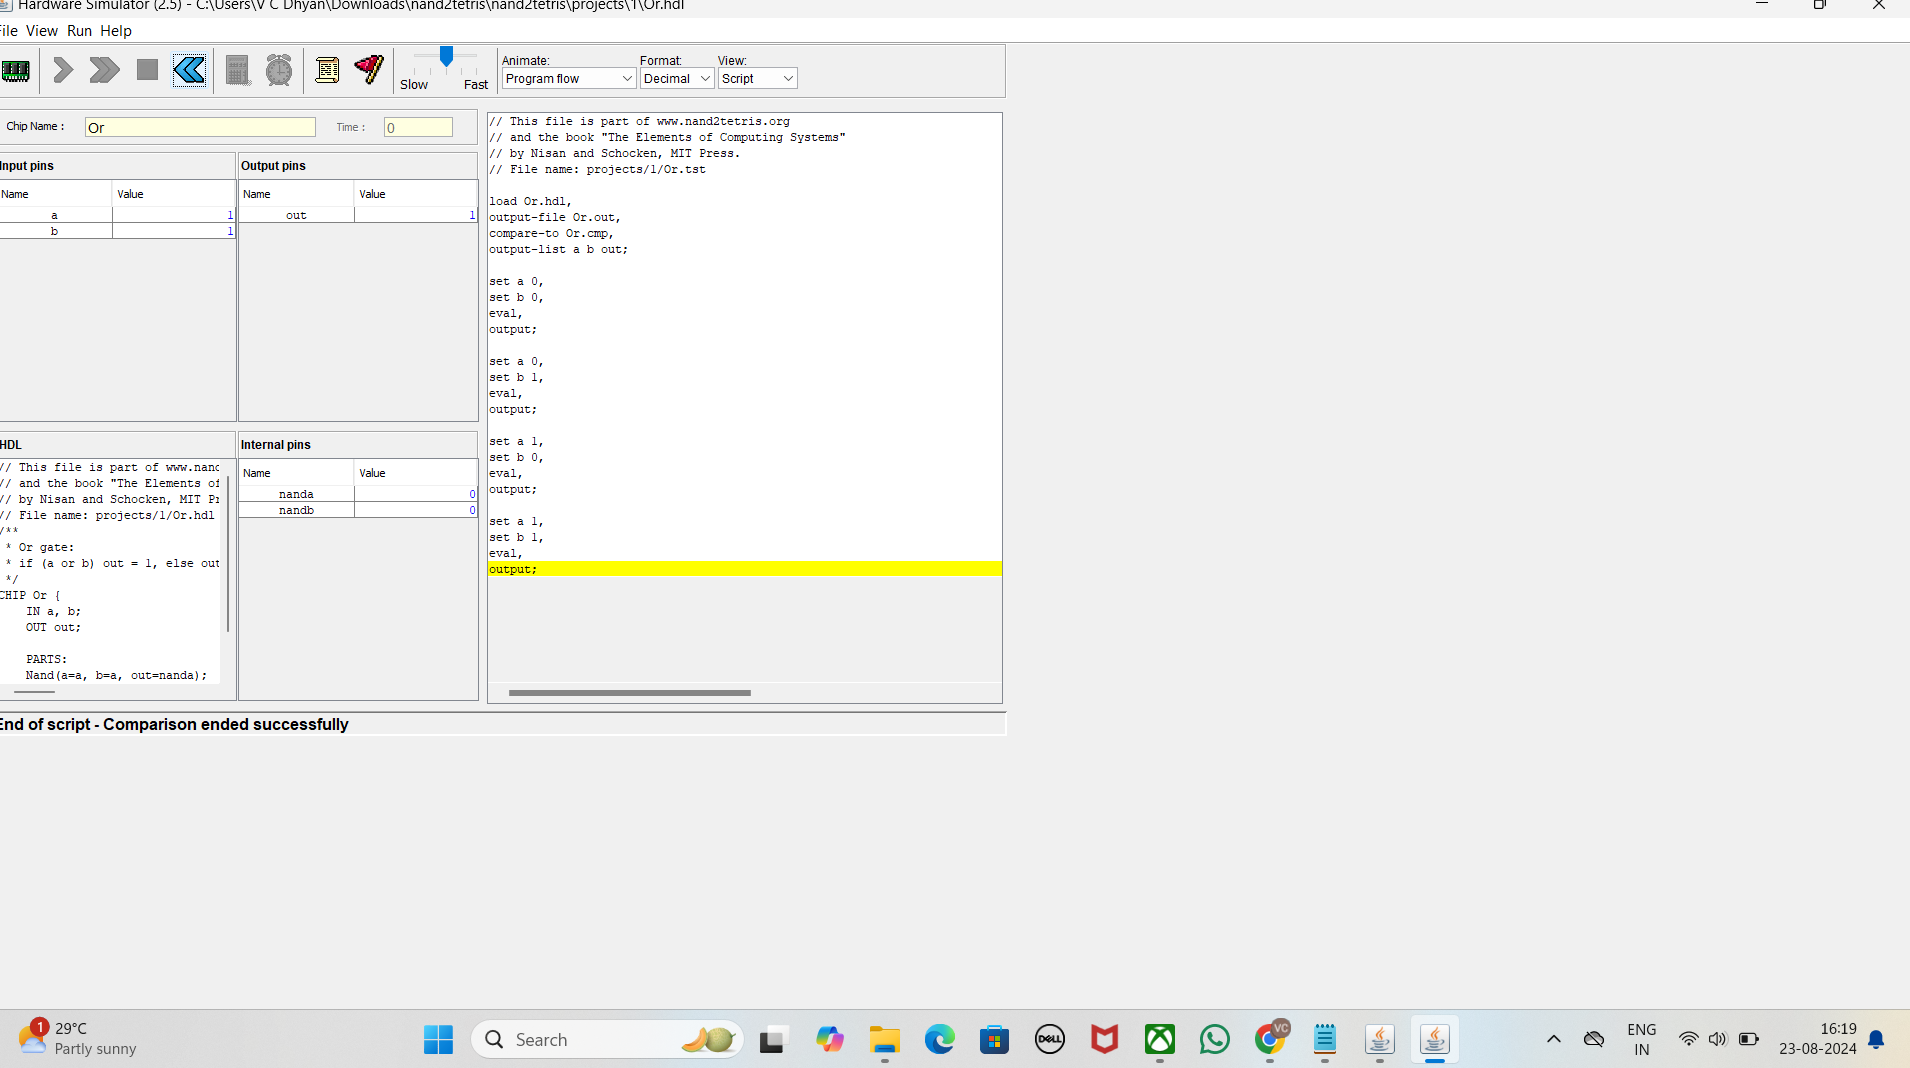 Hardware Simulator (2.5) - C:\Users\V C Dhyan\Downloads\nand2tetris\nand2tetris\projects\1\Or.hdl
File View Run Help
Slow Fast
Animate: Format: View:
Program flow Decimal Script
Chip Name : Or Time : 0
Input pins
Name Value
a 1
b 1
Output pins
Name Value
out 1
HDL
// This file is part of www.nand
// and the book "The Elements of
// by Nisan and Schocken, MIT Pr
// File name: projects/1/Or.hdl
/**
* Or gate:
* if (a or b) out = 1, else out
*/
CHIP Or {
IN a, b;
OUT out;
PARTS:
Nand(a=a, b=a, out=nanda);
Internal pins
Name Value
nanda 0
nandb 0
// This file is part of www.nand2tetris.org
// and the book "The Elements of Computing Systems"
// by Nisan and Schocken, MIT Press.
// File name: projects/1/Or.tst
load Or.hdl,
output-file Or.out,
compare-to Or.cmp,
output-list a b out;
set a 0,
set b 0,
eval,
output;
set a 0,
set b 1,
eval,
output;
set a 1,
set b 0,
eval,
output;
set a 1,
set b 1,
eval,
output;
End of script - Comparison ended successfully
1
29°C
Partly sunny
Search
DELL
VC
ENG
IN
16:19
23-08-2024